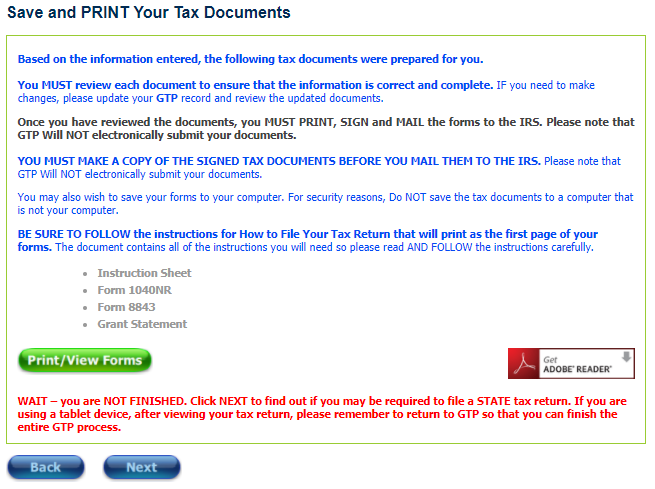 Save and PRINT Your Tax Documents
Based on the information entered, the following tax documents were prepared for you.
You MUST review each document to ensure that the information is correct and complete. IF you need to make
changes, please update your GTP record and review the updated documents.
Once you have reviewed the documents, you MUST PRINT, SIGN and MAIL the forms to the IRS. Please note that
GTP Will NOT electronically submit your documents.
YOU MUST MAKE A COPY OF THE SIGNED TAX DOCUMENTS BEFORE YOU MAIL THEM TO THE IRS. Please note that
GTP Will NOT electronically submit your documents.
You may also wish to save your forms to your computer. For security reasons, Do NOT save the tax documents to a computer that
is not your computer.
BE SURE TO FOLLOW the instructions for How to File Your Tax Return that will print as the first page of your
forms. The document contains all of the instructions you will need so please read AND FOLLOW the instructions carefully.
• Instruction Sheet
• Form 1040NR
• Form 8843
• Grant Statement
Print/View Forms
Get
ADOBE® READER®
WAIT – you are NOT FINISHED. Click NEXT to find out if you may be required to file a STATE tax return. If you are
using a tablet device, after viewing your tax return, please remember to return to GTP so that you can finish the
entire GTP process.
Back
Next